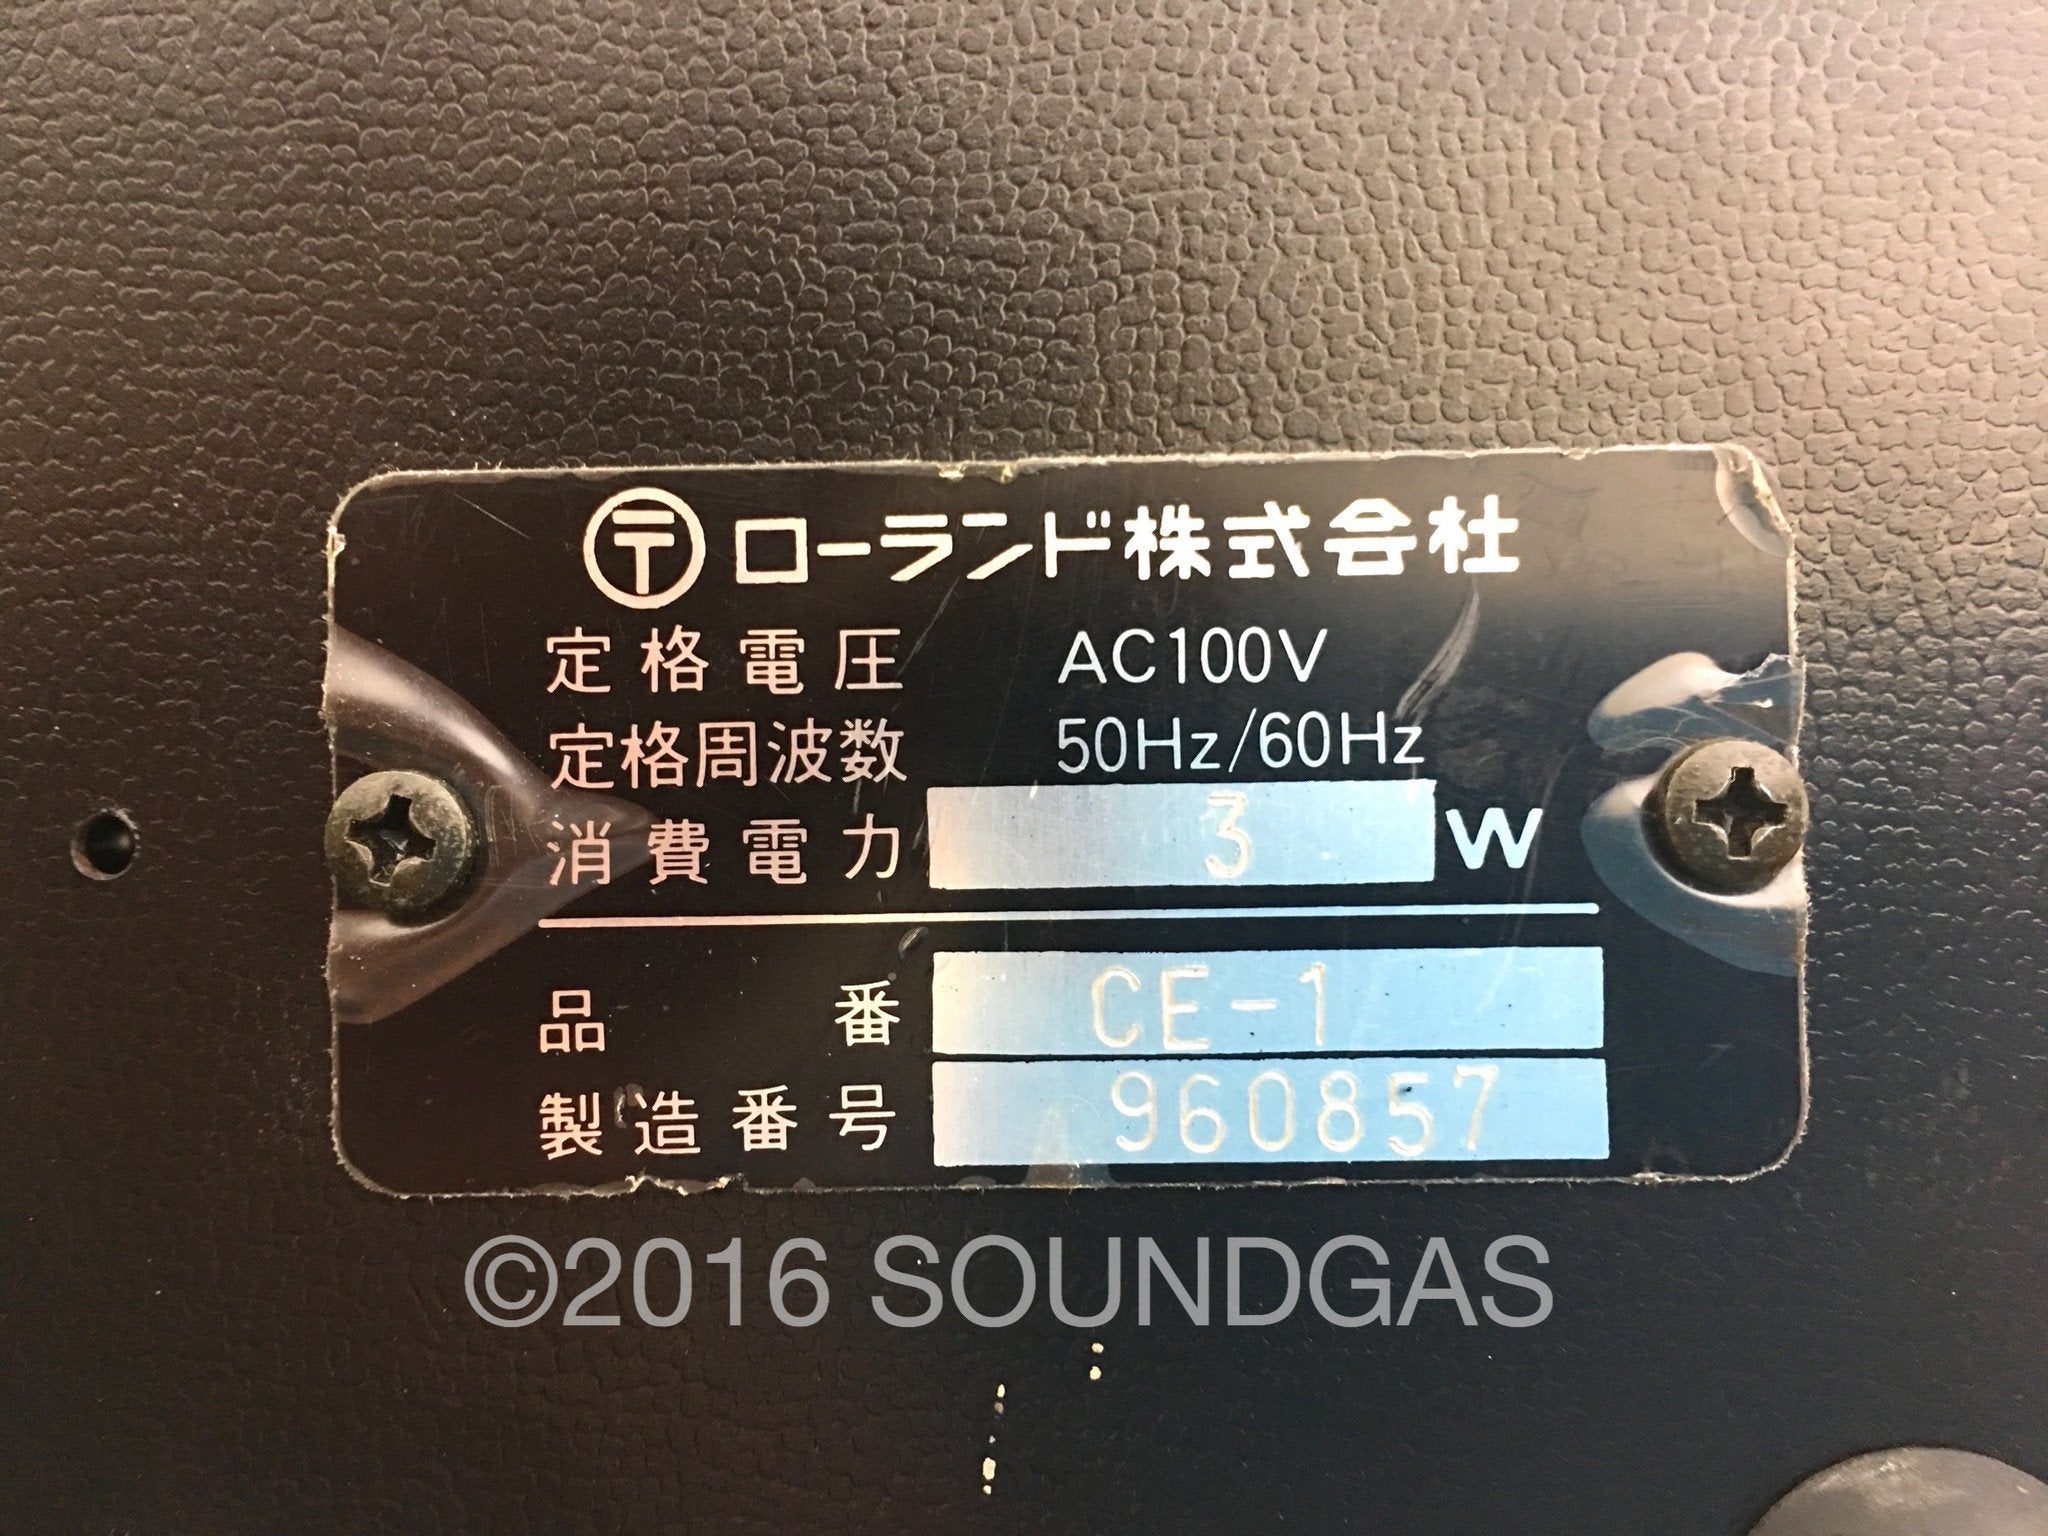 〒 ローランド株式会社
定格電圧 AC100V
定格周波数 50Hz/60Hz
消費電力 3 W
品番 CE-1
製造番号 960857
©2016 SOUNDGAS